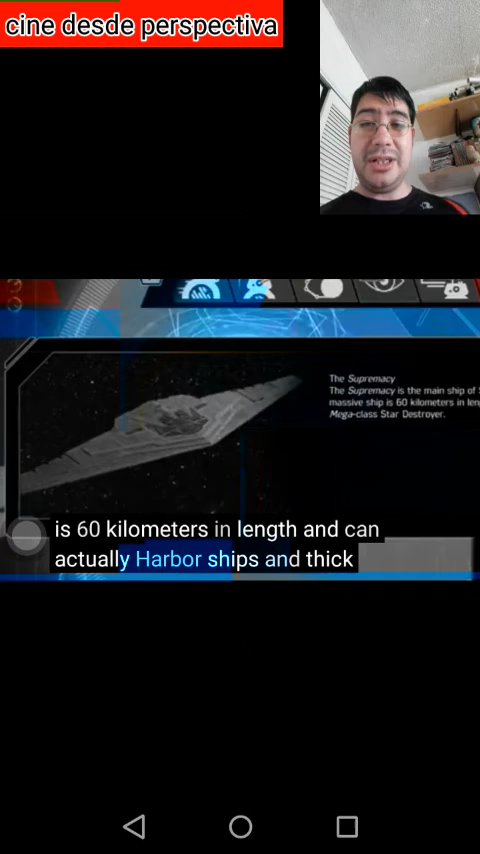 cine desde perspectiva
The Supremacy
The Supremacy is the main ship of
massive ship is 60 kilometers in
Mega-class Star Destroyer.
is 60 kilometers in length and can
actually Harbor ships and thick